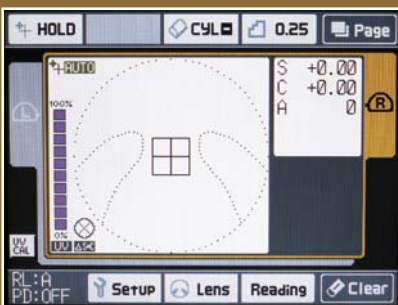 HOLD CYL 0.25 Page
AUTO
S +0.00
C +0.00
A 0
L
R
100%
0%
UV
UV CAL
RL:A
PD:OFF
Setup Lens Reading Clear